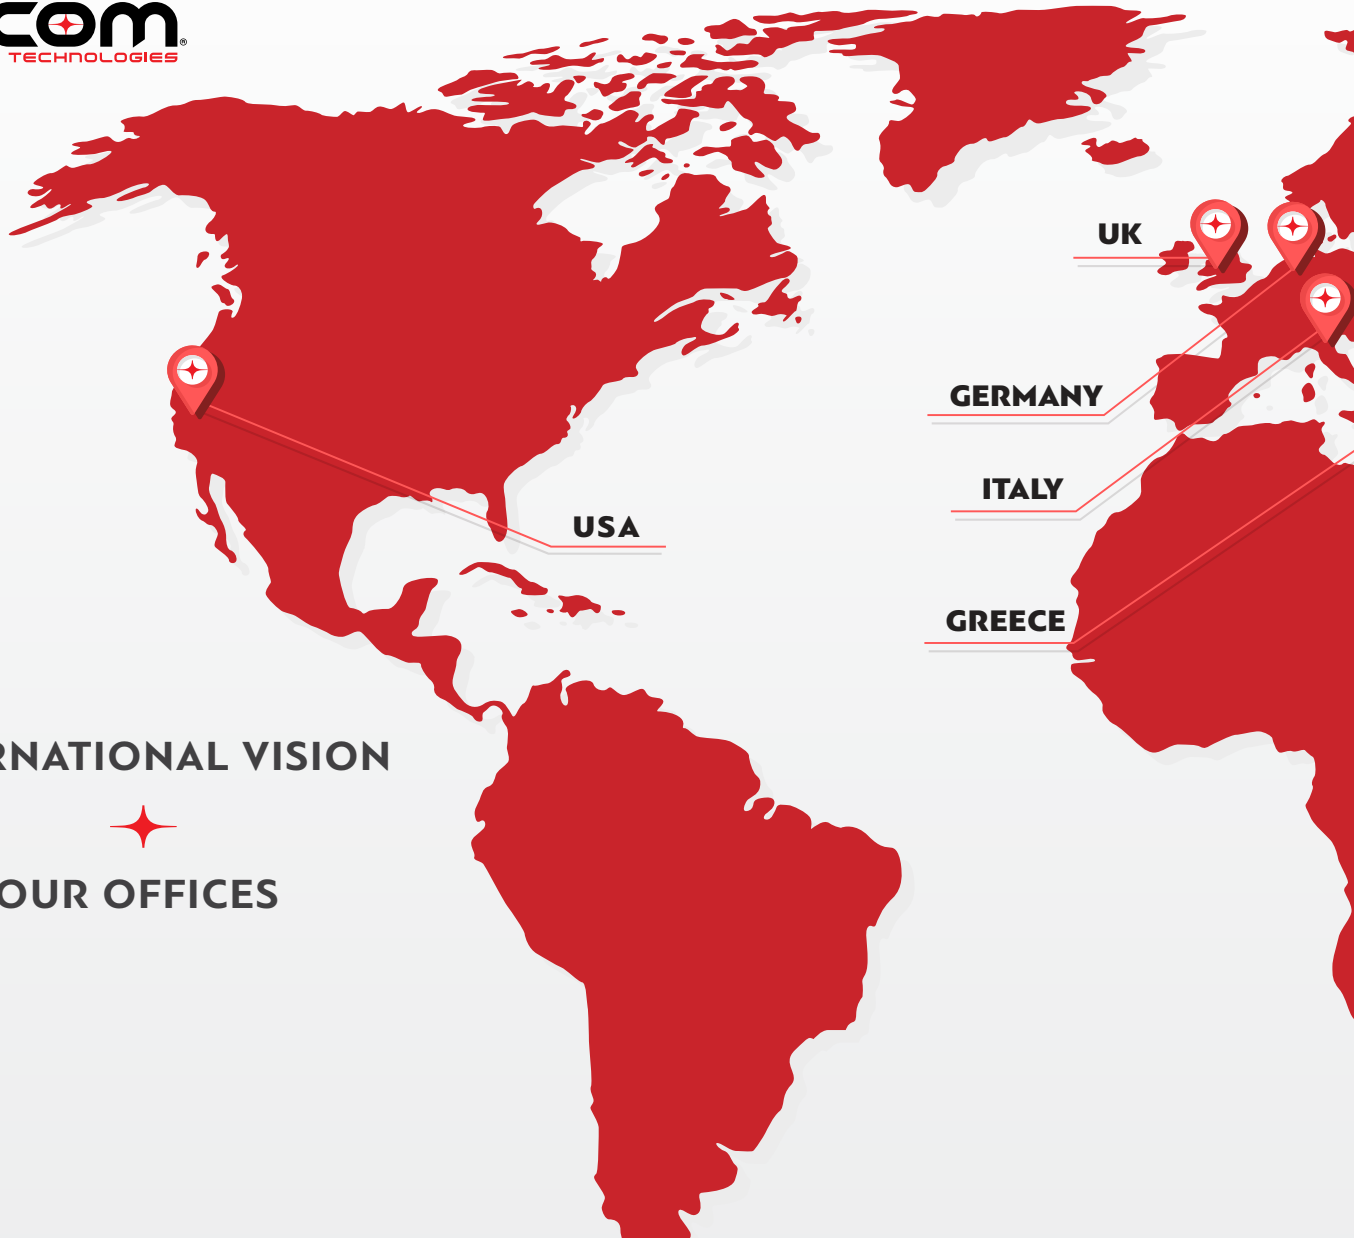 COM
TECHNOLOGIES
UK
GERMANY
ITALY
USA
GREECE
RNATIONAL VISION
OUR OFFICES